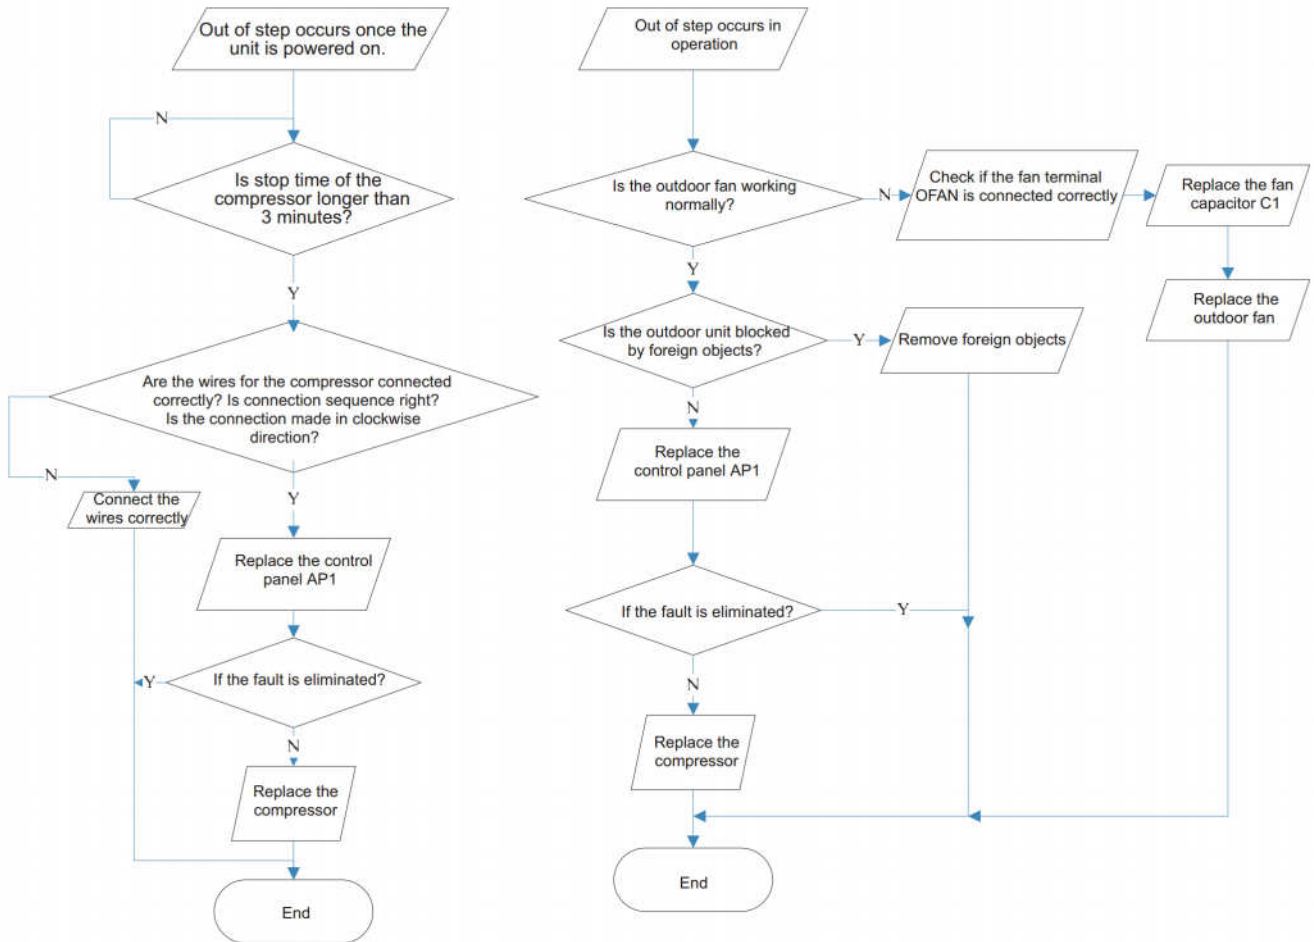 Out of step occurs once the
unit is powered on.
N
Is stop time of the
compressor longer than
3 minutes?
Y
Are the wires for the compressor connected
correctly? Is connection sequence right?
Is the connection made in clockwise
direction?
N
Connect the
wires correctly
Y
Replace the control
panel AP1
If the fault is eliminated?
Y
N
Replace the
compressor
End
Out of step occurs in
operation
Is the outdoor fan working
normally?
N
Check if the fan terminal
OFAN is connected correctly
Replace the fan
capacitor C1
Replace the
outdoor fan
Y
Is the outdoor unit blocked
by foreign objects?
Y
Remove foreign objects
N
Replace the
control panel AP1
If the fault is eliminated?
Y
N
Replace the
compressor
End